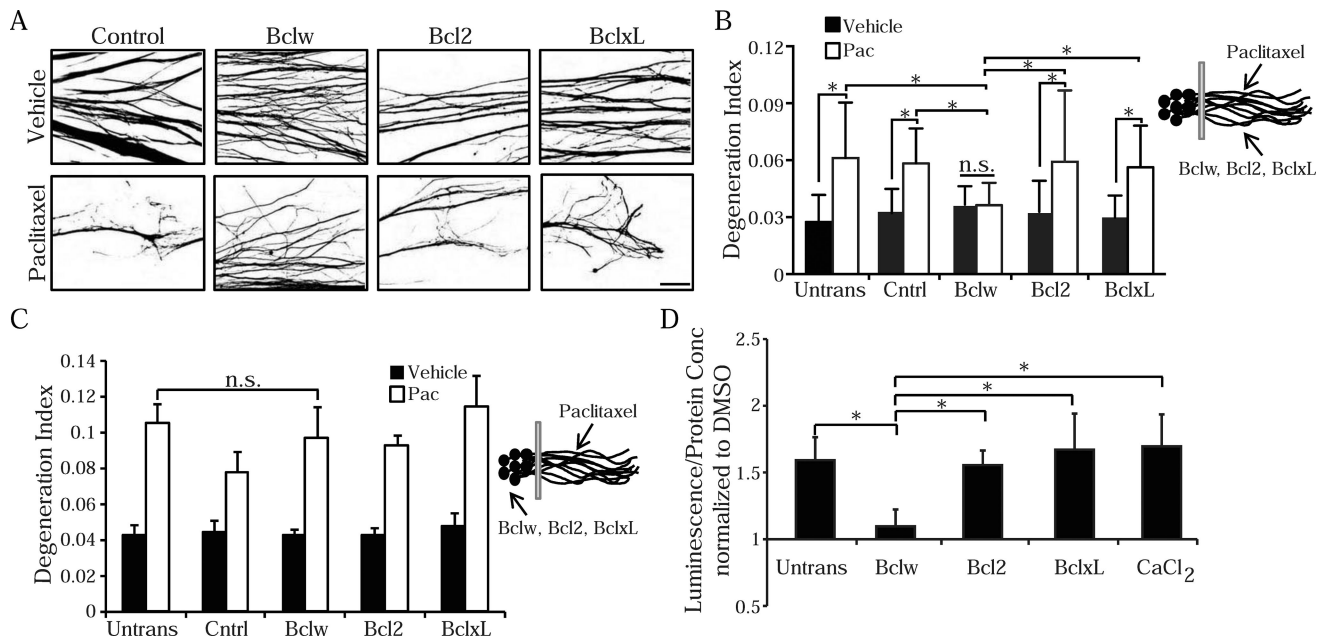 A
Control
Bclw
Bcl2
BclxL
Vehicle
Paclitaxel
B
Vehicle
Pac
Degeneration Index
0.12
0.09
0.06
0.03
0
*
*
*
*
n.s.
*
*
*
*
Untrans
Cntrl
Bclw
Bcl2
BclxL
Paclitaxel
Bclw, Bcl2, BclxL
C
Vehicle
Pac
Degeneration Index
0.14
0.12
0.1
0.08
0.06
0.04
0.02
0
n.s.
Untrans
Cntrl
Bclw
Bcl2
BclxL
Paclitaxel
Bclw, Bcl2, BclxL
D
Luminescence/Protein Conc
normalized to DMSO
2.5
2
1.5
1
0.5
*
*
*
*
Untrans
Bclw
Bcl2
BclxL
CaCl2